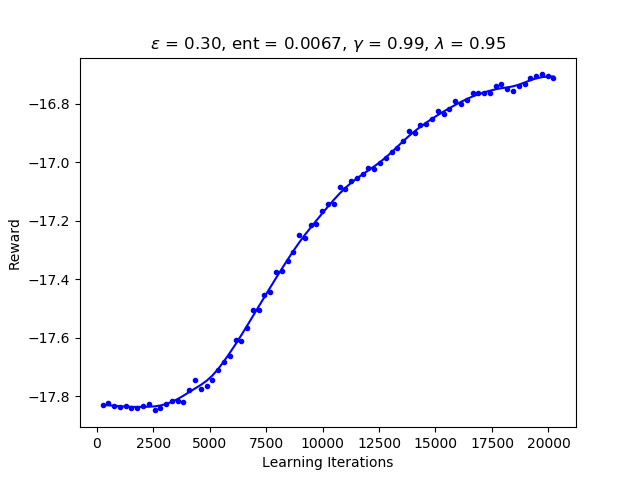 ε = 0.30, ent = 0.0067, γ = 0.99, λ = 0.95
−16.8
−17.0
−17.2
−17.4
−17.6
−17.8
Reward
0 2500 5000 7500 10000 12500 15000 17500 20000
Learning Iterations